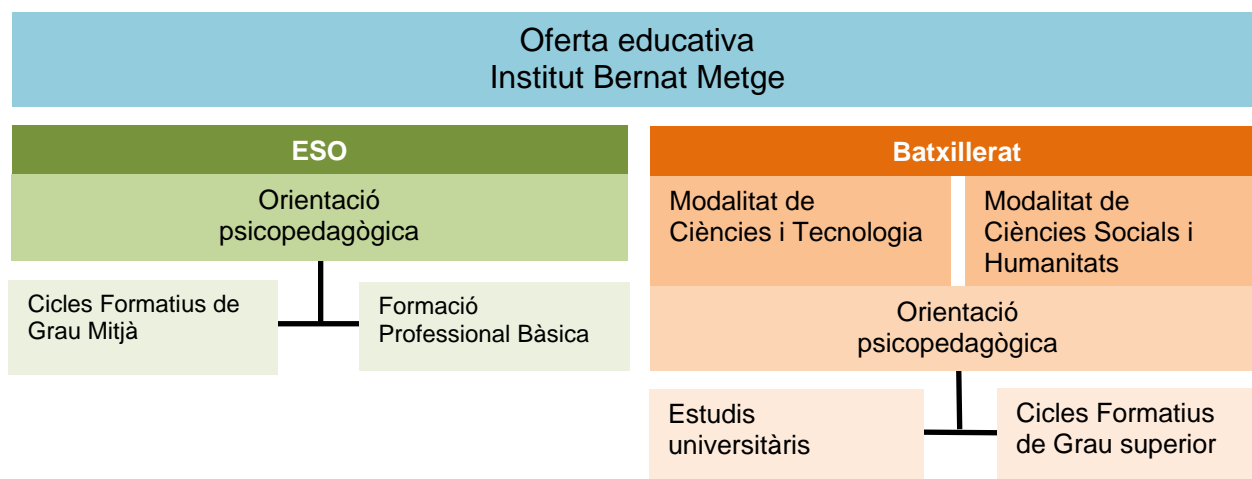 Oferta educativa
Institut Bernat Metge
ESO
Orientació
psicopedagògica
Cicles Formatius de
Grau Mitjà
Formació
Professional Bàsica
Batxillerat
Modalitat de
Ciències i Tecnologia
Modalitat de
Ciències Socials i
Humanitats
Orientació
psicopedagògica
Estudis
universitàris
Cicles Formatius
de Grau superior